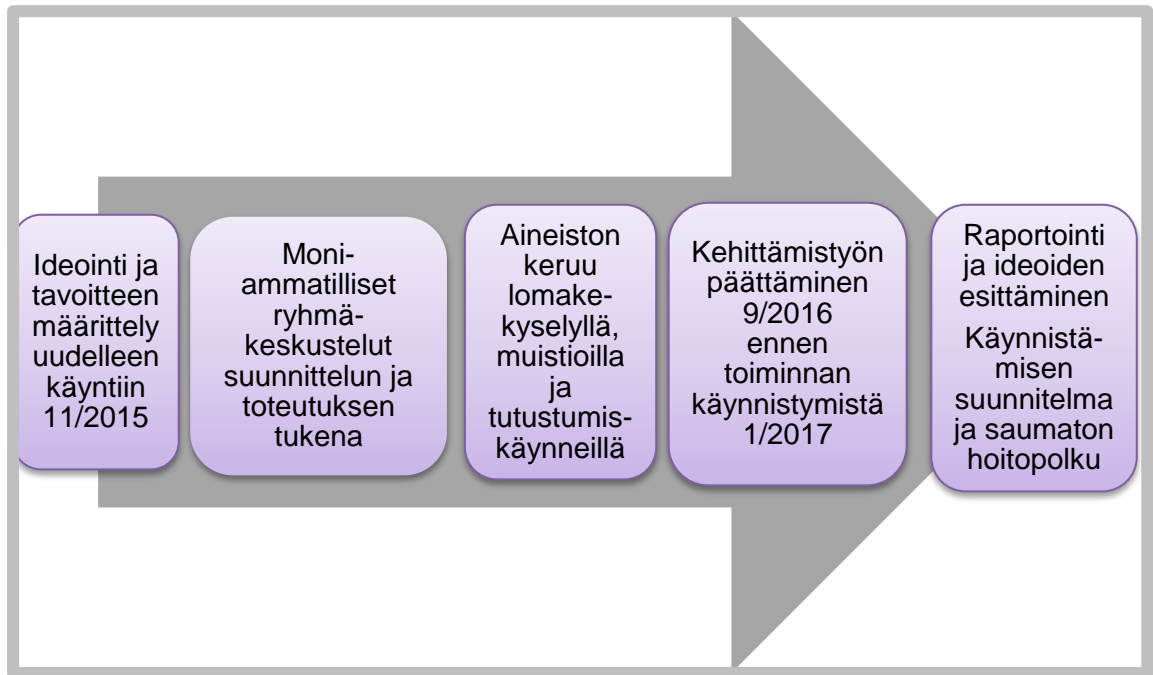 Ideointi ja
tavoitteen
määrittely
uudelleen
käyntiin
11/2015
Moni-
ammatilliset
ryhmä-
keskustelut
suunnittelun ja
toteutuksen
tukena
Aineiston
keruu
lomake-
kyselyllä,
muistioilla
ja
tutustumis-
käynneillä
Kehittämistyön
päättäminen
9/2016
ennen
toiminnan
käynnistymistä
1/2017
Raportointi
ja ideoiden
esittäminen
Käynnistä-
misen
suunnitelma
ja saumaton
hoitopolku